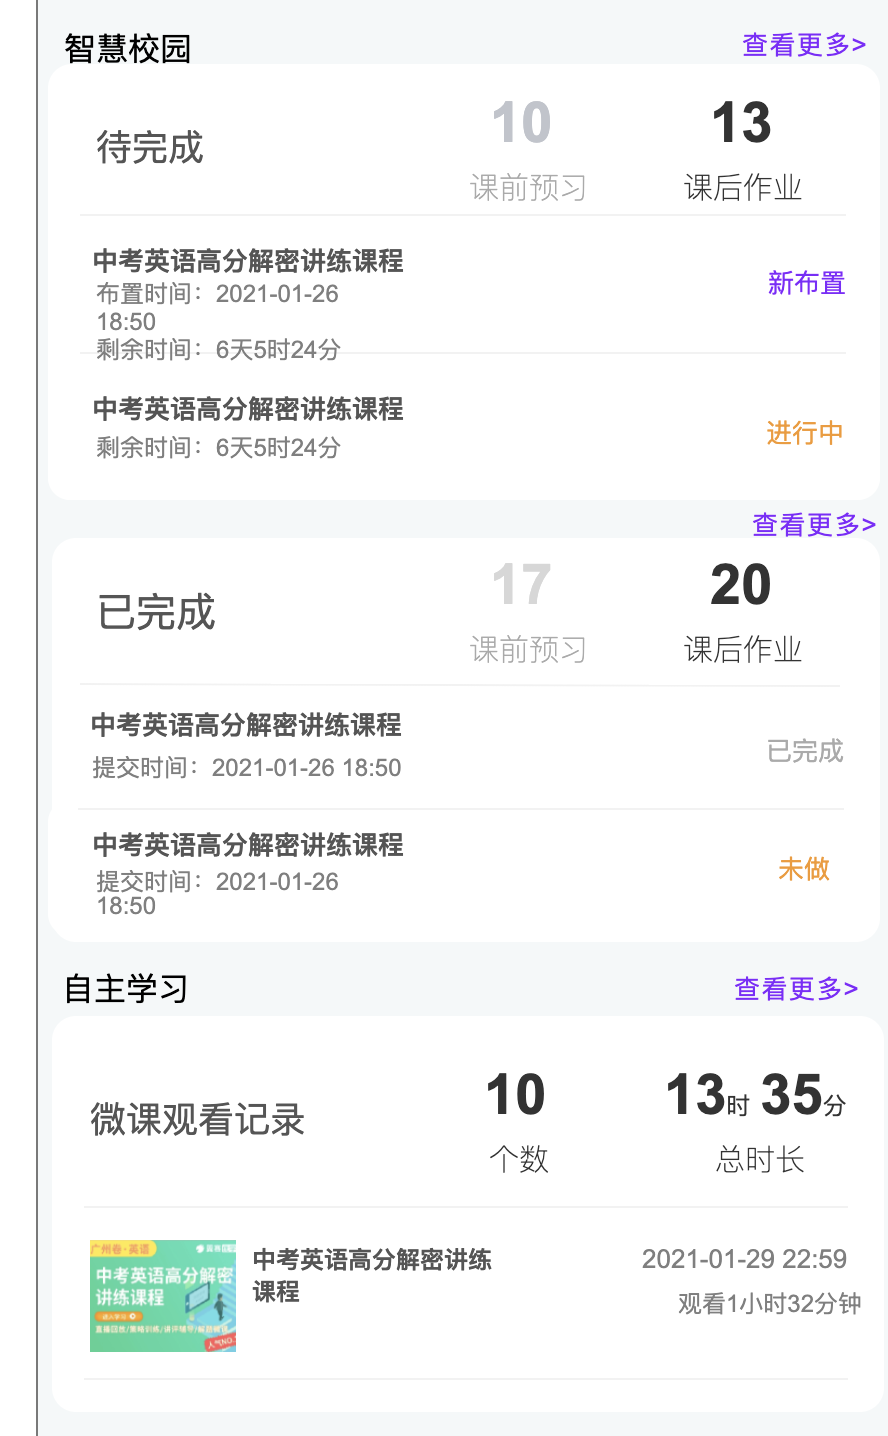 智慧校园
查看更多>
待完成
10
13
课前预习
课后作业
中考英语高分解密讲练课程
布置时间：2021-01-26
18:50
新布置
剩余时间：6天5时24分
中考英语高分解密讲练课程
剩余时间：6天5时24分
进行中
查看更多>
已完成
17
20
课前预习
课后作业
中考英语高分解密讲练课程
提交时间：2021-01-26 18:50
已完成
中考英语高分解密讲练课程
提交时间：2021-01-26
18:50
未做
自主学习
查看更多>
微课观看记录
10
13时 35分
个数
总时长
广州卷·英语
中考英语高分解密
讲练课程
进入学习
人气NO.
中考英语高分解密讲练
课程
2021-01-29 22:59
观看1小时32分钟